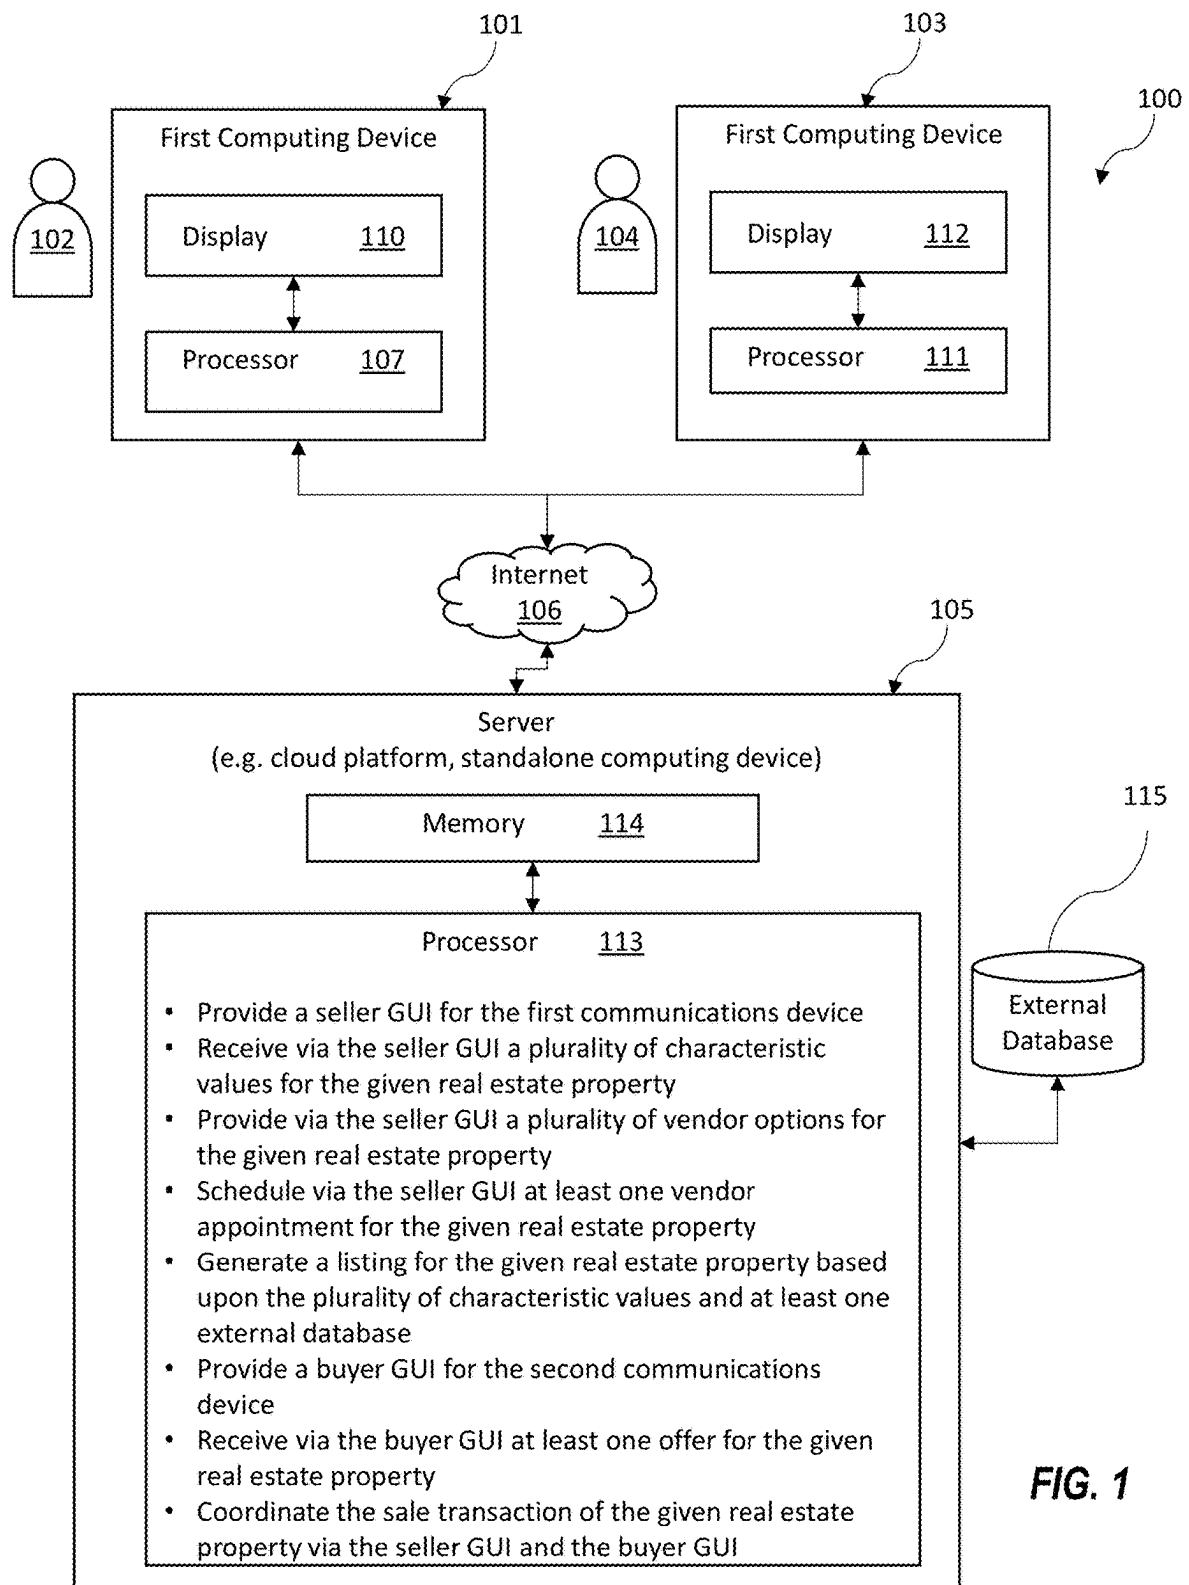 101
103
100
First Computing Device
First Computing Device
102
Display 110
104
Display 112
Processor 107
Processor 111
Internet
106
105
Server
(e.g. cloud platform, standalone computing device)
115
Memory 114
Processor 113
External
Database
• Provide a seller GUI for the first communications device
• Receive via the seller GUI a plurality of characteristic
values for the given real estate property
• Provide via the seller GUI a plurality of vendor options for
the given real estate property
• Schedule via the seller GUI at least one vendor
appointment for the given real estate property
• Generate a listing for the given real estate property based
upon the plurality of characteristic values and at least one
external database
• Provide a buyer GUI for the second communications
device
• Receive via the buyer GUI at least one offer for the given
real estate property
• Coordinate the sale transaction of the given real estate
property via the seller GUI and the buyer GUI
FIG. 1